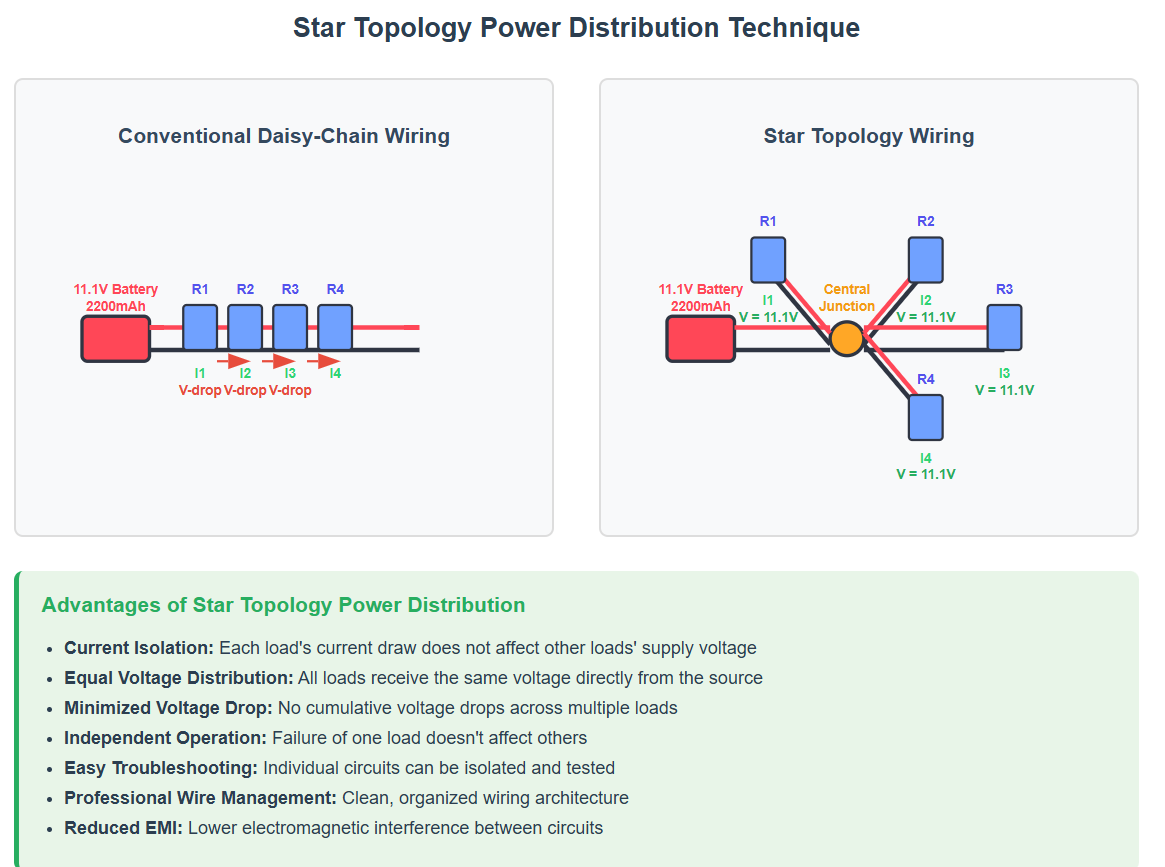 Star Topology Power Distribution Technique
Conventional Daisy-Chain Wiring
11.1V Battery
2200mAh
R1
R2
R3
R4
I1
I2
I3
I4
V-drop
V-drop
V-drop
Star Topology Wiring
R1
R2
11.1V Battery
2200mAh
Central
Junction
R3
I1
V = 11.1V
I2
V = 11.1V
R4
I3
V = 11.1V
I4
V = 11.1V
Advantages of Star Topology Power Distribution
• Current Isolation: Each load's current draw does not affect other loads' supply voltage
• Equal Voltage Distribution: All loads receive the same voltage directly from the source
• Minimized Voltage Drop: No cumulative voltage drops across multiple loads
• Independent Operation: Failure of one load doesn't affect others
• Easy Troubleshooting: Individual circuits can be isolated and tested
• Professional Wire Management: Clean, organized wiring architecture
• Reduced EMI: Lower electromagnetic interference between circuits